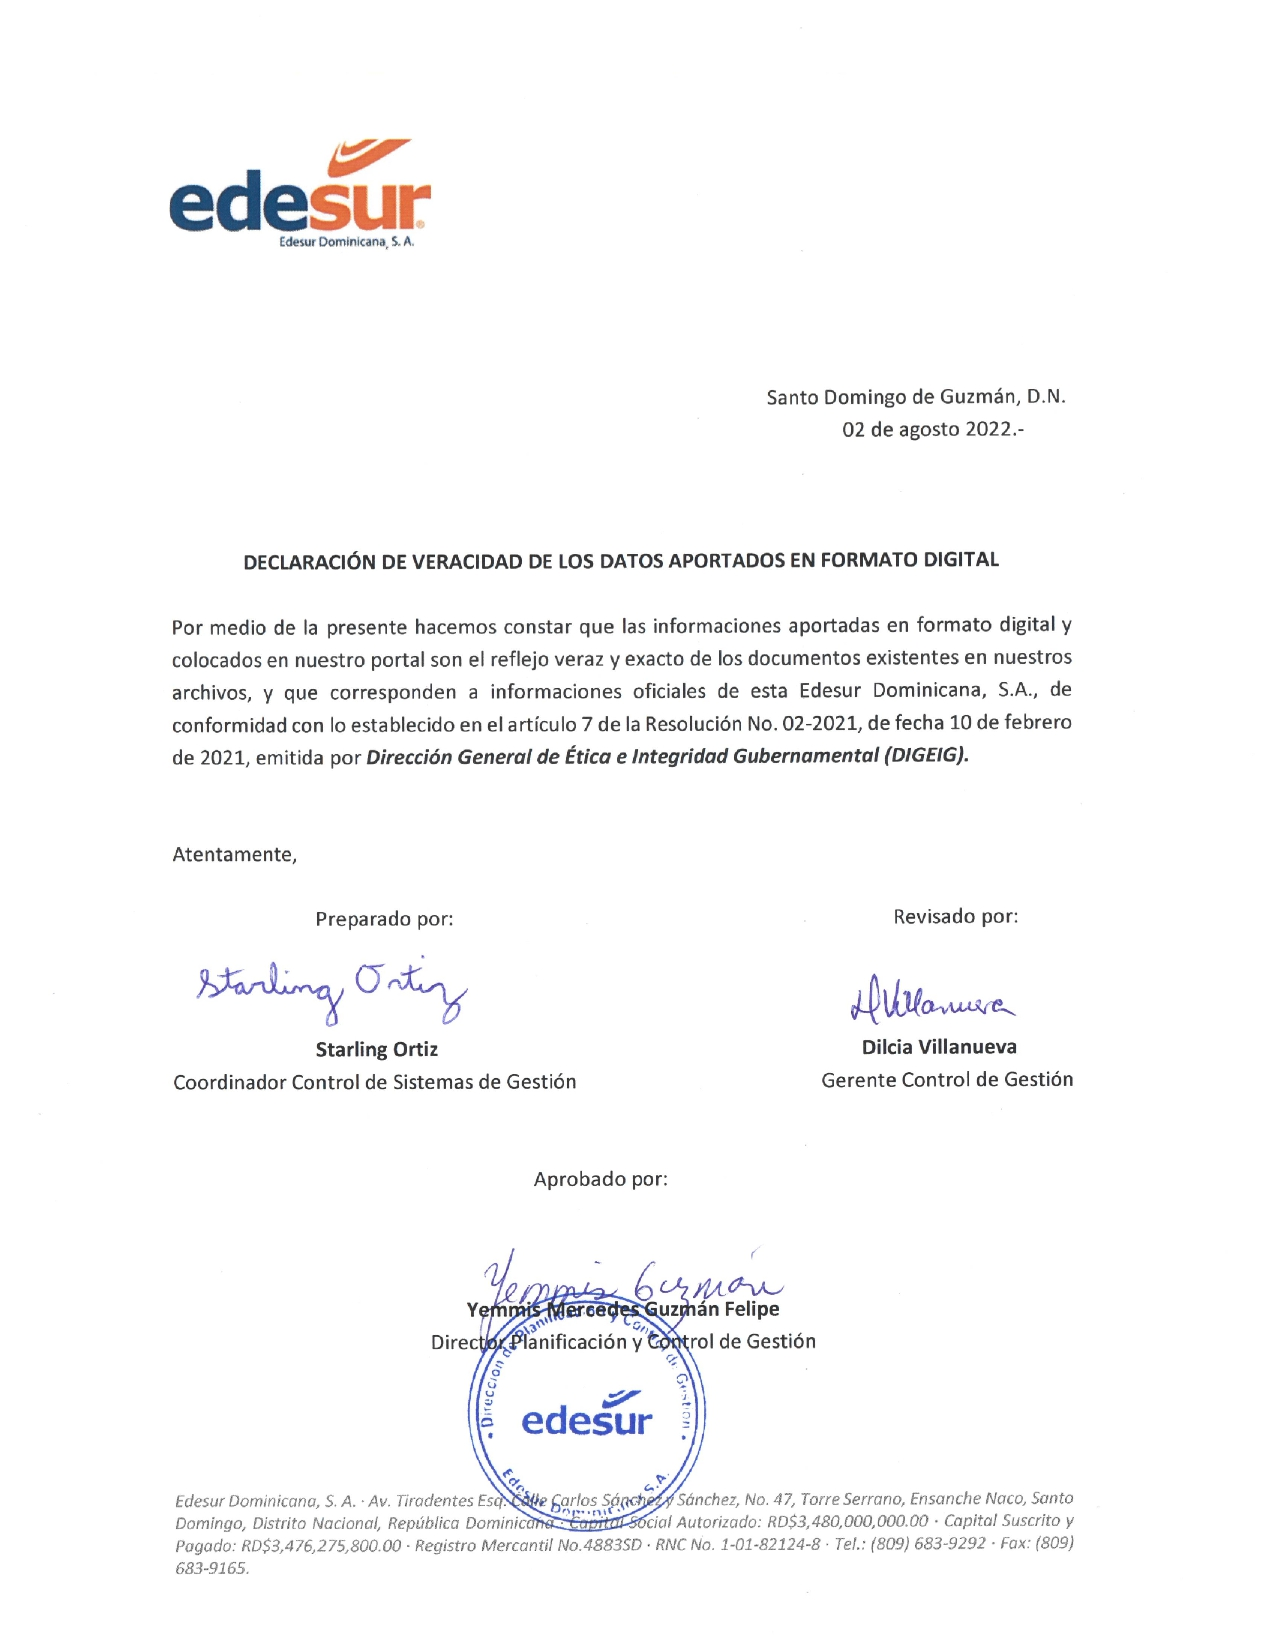 edesur
Edesur Dominicana, S. A.
Santo Domingo de Guzmán, D.N.
02 de agosto 2022.-
DECLARACIÓN DE VERACIDAD DE LOS DATOS APORTADOS EN FORMATO DIGITAL
Por medio de la presente hacemos constar que las informaciones aportadas en formato digital y
colocados en nuestro portal son el reflejo veraz y exacto de los documentos existentes en nuestros
archivos, y que corresponden a informaciones oficiales de esta Edesur Dominicana, S.A., de
conformidad con lo establecido en el artículo 7 de la Resolución No. 02-2021, de fecha 10 de febrero
de 2021, emitida por Dirección General de Ética e Integridad Gubernamental (DIGEIG).
Atentamente,
Preparado por:
Revisado por:
Starling Ortiz
DVillanueva
Starling Ortiz
Dilcia Villanueva
Coordinador Control de Sistemas de Gestión
Gerente Control de Gestión
Aprobado por:
Yemmis Guzmán
Yemmis Mercedes Guzmán Felipe
Director Planificación y Control de Gestión
Dirección de Planificación y Control de Gestión
edesur
Edesur Dominicana, S.A.
Edesur Dominicana, S. A. · Av. Tiradentes Esq. Calle Carlos Sánchez y Sánchez, No. 47, Torre Serrano, Ensanche Naco, Santo
Domingo, Distrito Nacional, República Dominicana · Capital Social Autorizado: RD$3,480,000,000.00 · Capital Suscrito y
Pagado: RD$3,476,275,800.00 · Registro Mercantil No.4883SD · RNC No. 1-01-82124-8 · Tel.: (809) 683-9292 · Fax: (809)
683-9165.